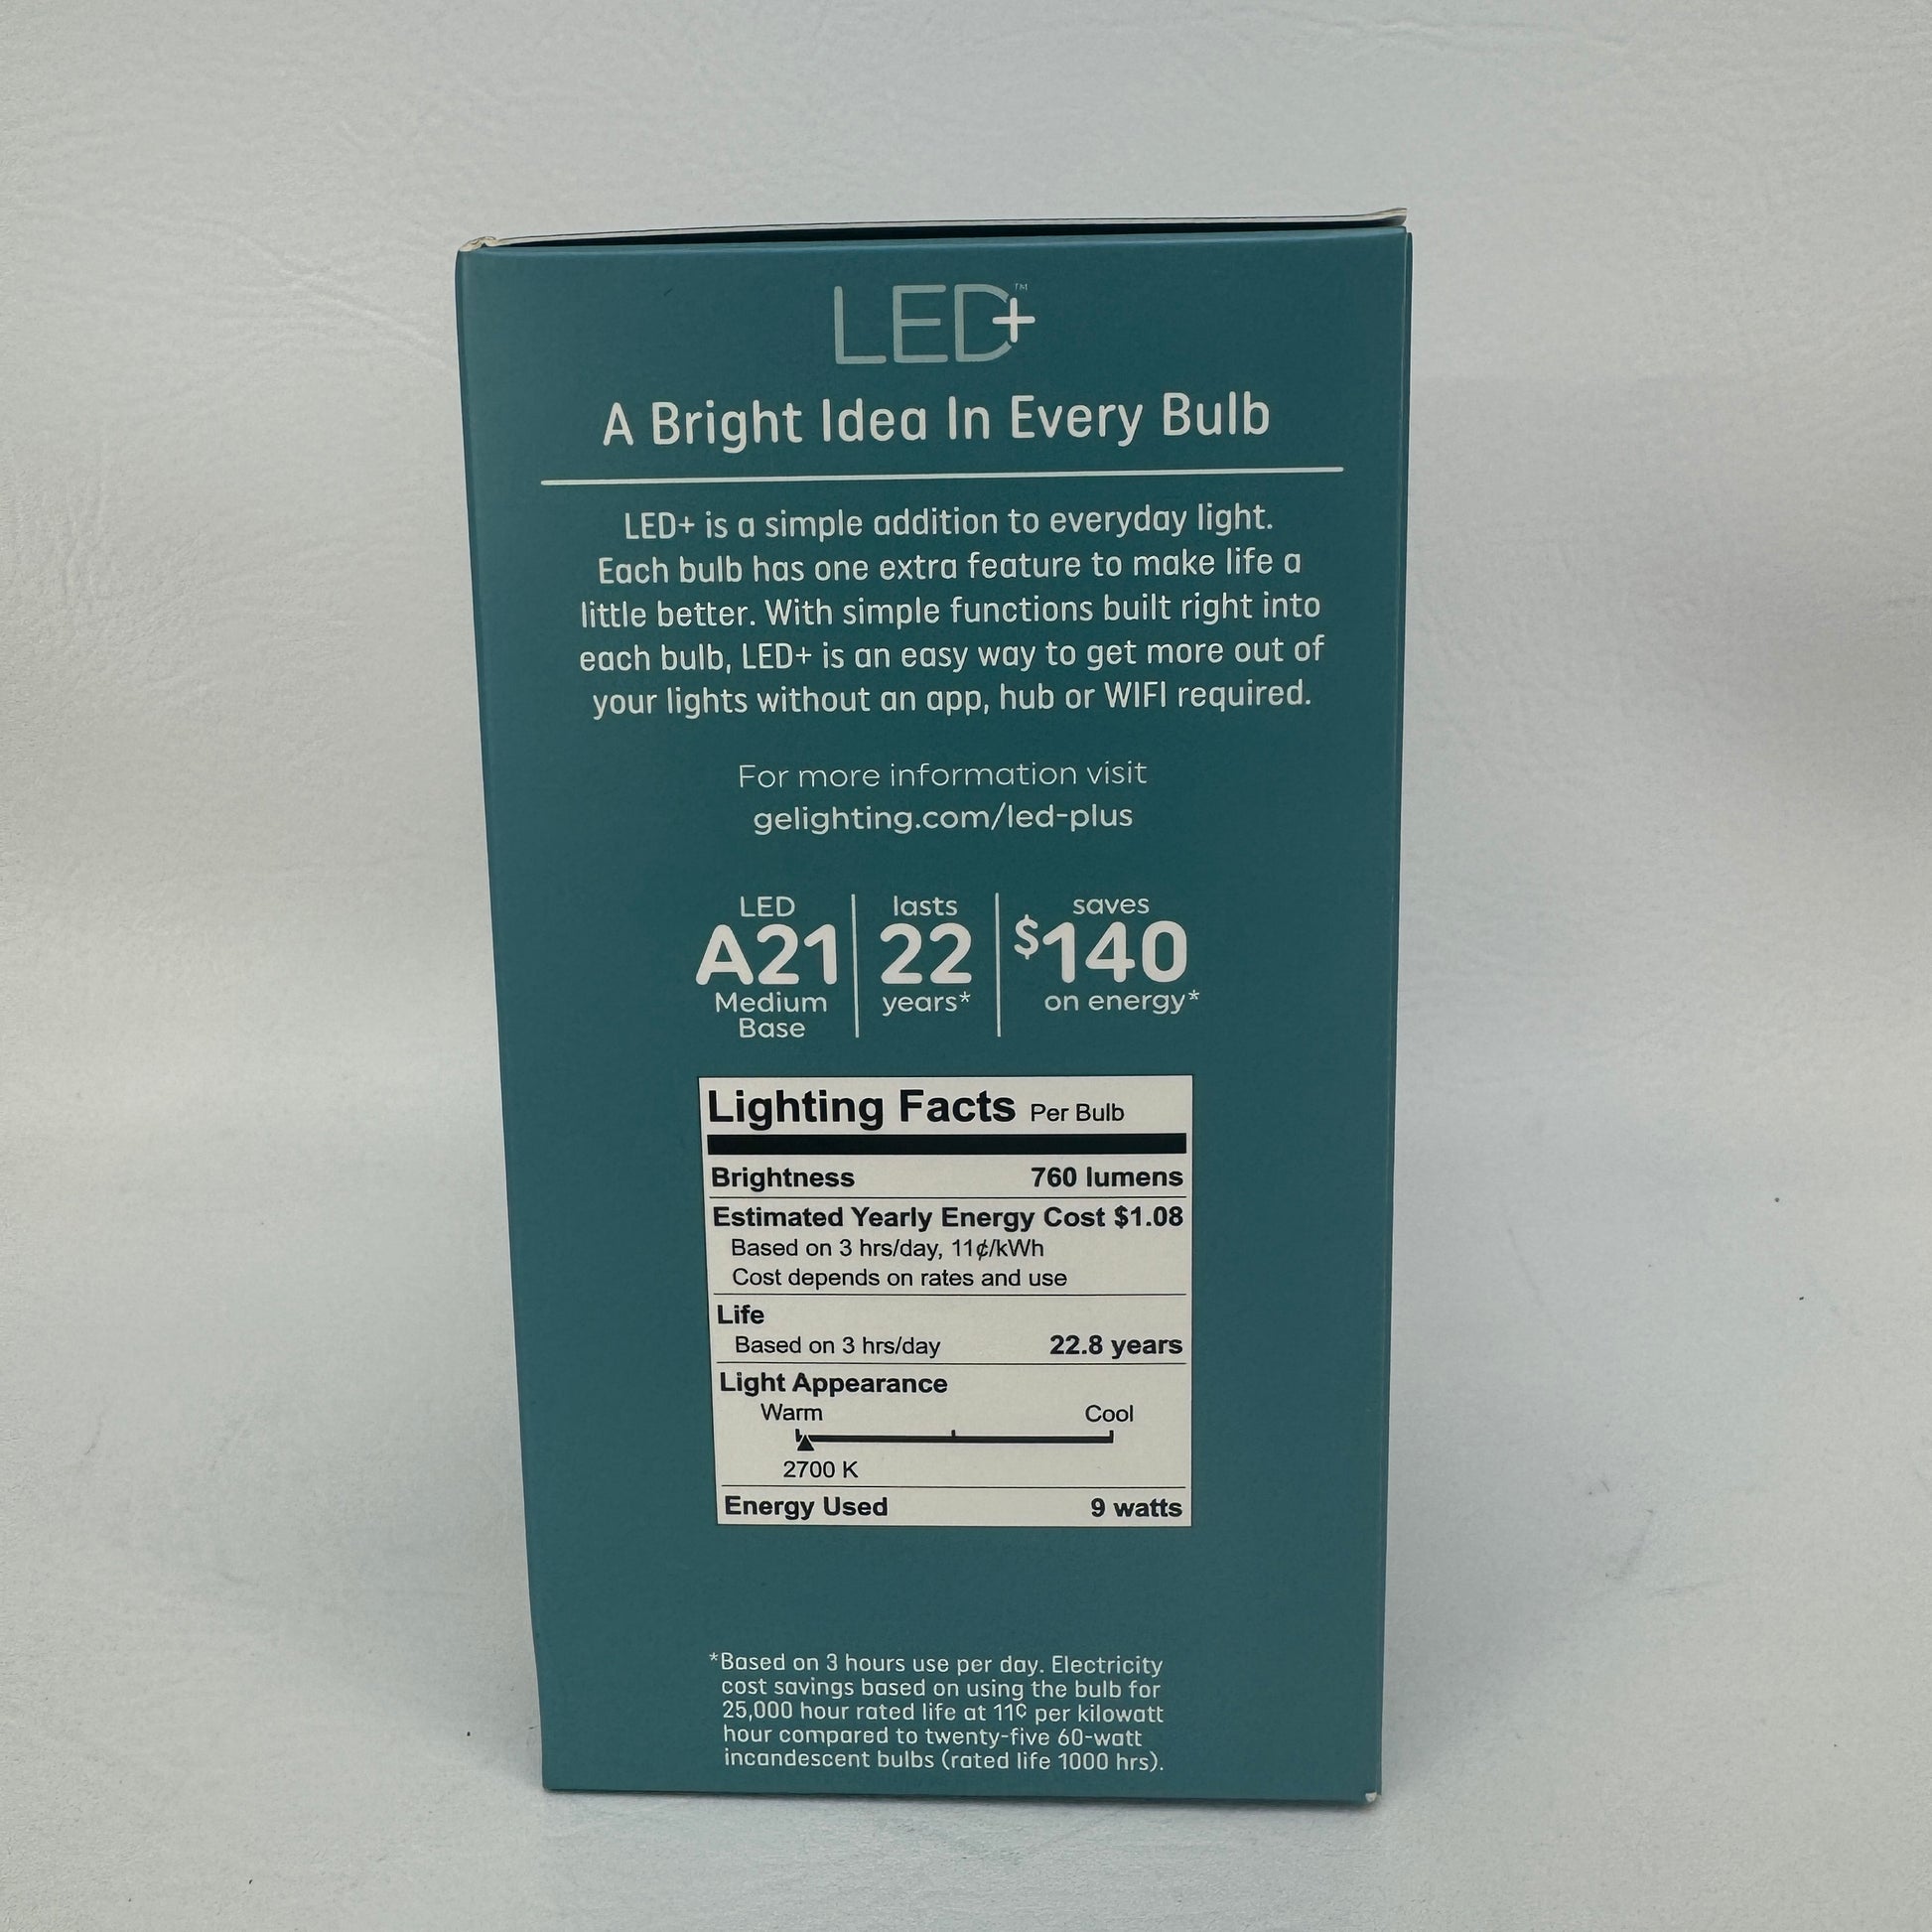 LED+™
A Bright Idea In Every Bulb
LED+ is a simple addition to everyday light.
Each bulb has one extra feature to make life a
little better. With simple functions built right into
each bulb, LED+ is an easy way to get more out of
your lights without an app, hub or WIFI required.
For more information visit
gelighting.com/led-plus
LED
A21
Medium
Base
lasts
22
years*
saves
$140
on energy*
Lighting Facts Per Bulb
Brightness 760 lumens
Estimated Yearly Energy Cost $1.08
Based on 3 hrs/day, 11¢/kWh
Cost depends on rates and use
Life
Based on 3 hrs/day 22.8 years
Light Appearance
Warm Cool
2700 K
Energy Used 9 watts
*Based on 3 hours use per day. Electricity
cost savings based on using the bulb for
25,000 hour rated life at 11¢ per kilowatt
hour compared to twenty-five 60-watt
incandescent bulbs (rated life 1000 hrs).